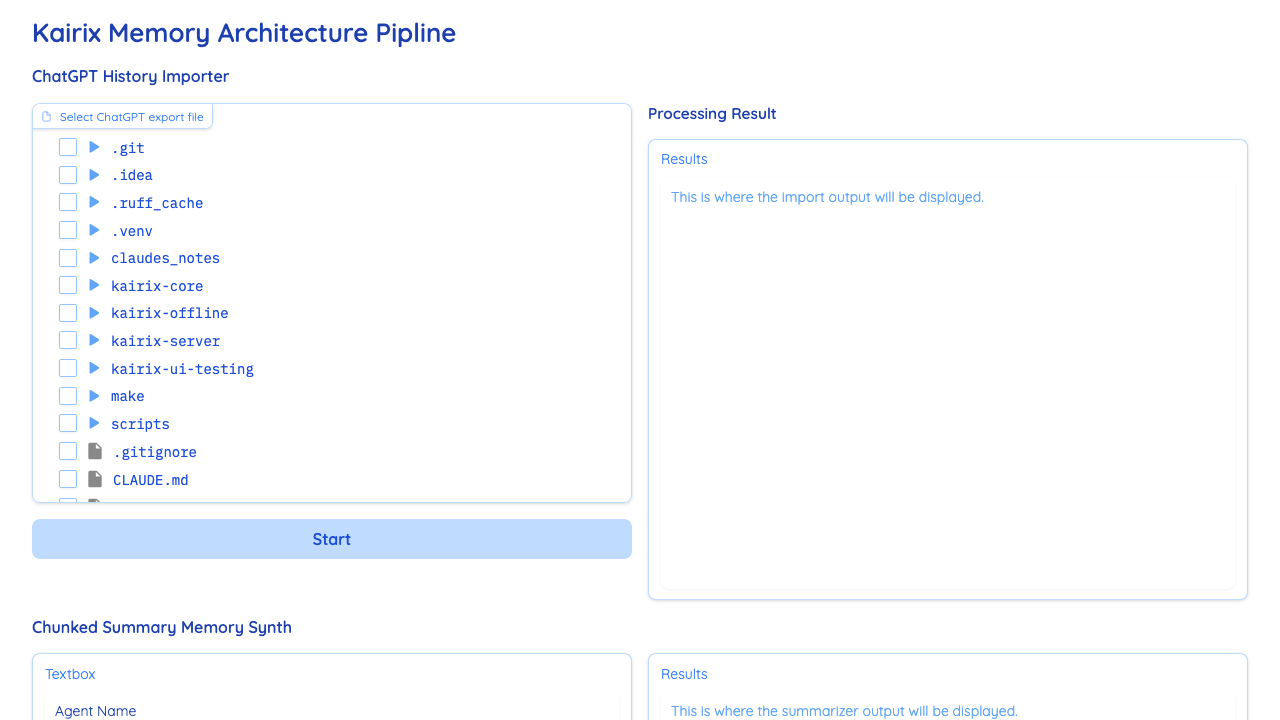 Kairix Memory Architecture Pipline
ChatGPT History Importer
Select ChatGPT export file
.git
.idea
.ruff_cache
.venv
claudes_notes
kairix-core
kairix-offline
kairix-server
kairix-ui-testing
make
scripts
.gitignore
CLAUDE.md
Start
Processing Result
Results
This is where the import output will be displayed.
Chunked Summary Memory Synth
Textbox
Agent Name
Results
This is where the summarizer output will be displayed.